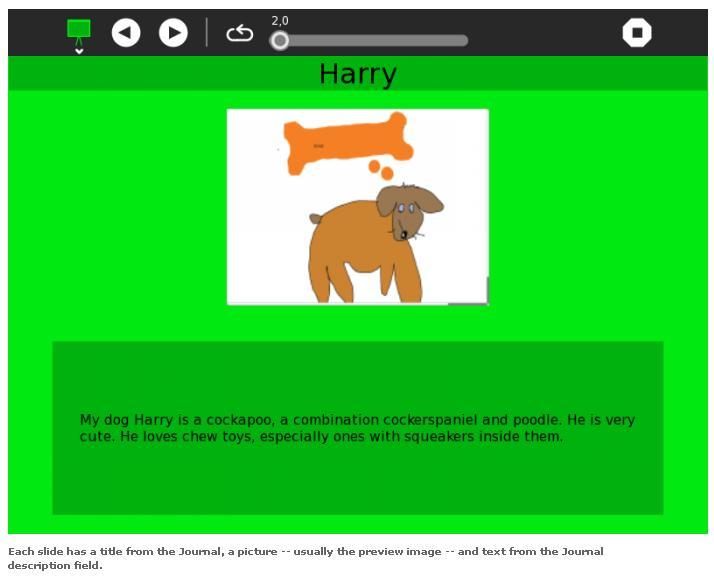 2,0
Harry
My dog Harry is a cockapoo, a combination cockerspaniel and poodle. He is very
cute. He loves chew toys, especially ones with squeakers inside them.
Each slide has a title from the Journal, a picture -- usually the preview image -- and text from the Journal
description field.